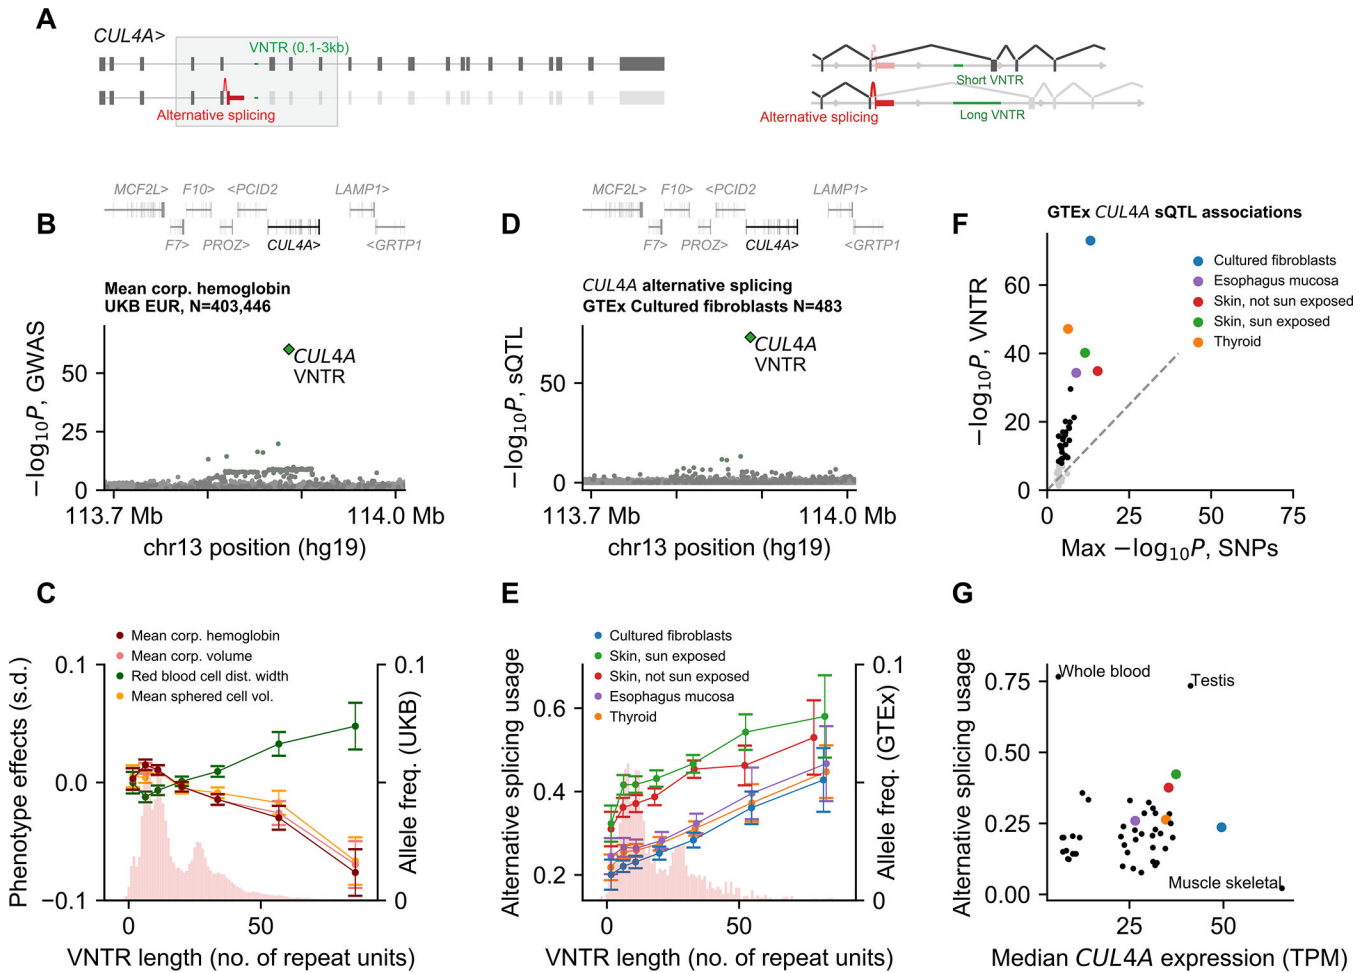 A
CUL4A>
VNTR (0.1-3kb)
Alternative splicing
Short VNTR
Alternative splicing
Long VNTR
MCF2L>
F10>
<PCID2
LAMP1>
F7>
PROZ>
CUL4A>
<GRTP1
B
Mean corp. hemoglobin
UKB EUR, N=403,446
−log10P, GWAS
50
25
0
CUL4A
VNTR
113.7 Mb
114.0 Mb
chr13 position (hg19)
MCF2L>
F10>
<PCID2
LAMP1>
F7>
PROZ>
CUL4A>
<GRTP1
D
CUL4A alternative splicing
GTEx Cultured fibroblasts N=483
−log10P, sQTL
50
0
CUL4A
VNTR
113.7 Mb
114.0 Mb
chr13 position (hg19)
F
GTEx CUL4A sQTL associations
Cultured fibroblasts
Esophagus mucosa
Skin, not sun exposed
Skin, sun exposed
Thyroid
−log10P, VNTR
60
40
20
0
0
25
50
75
Max −log10P, SNPs
C
Mean corp. hemoglobin
Mean corp. volume
Red blood cell dist. width
Mean sphered cell vol.
Phenotype effects (s.d.)
0.1
0.0
−0.1
0.1
0
Allele freq. (UKB)
0
50
VNTR length (no. of repeat units)
E
Cultured fibroblasts
Skin, sun exposed
Skin, not sun exposed
Esophagus mucosa
Thyroid
Alternative splicing usage
0.6
0.4
0.2
0.1
0
Allele freq. (GTEx)
0
50
VNTR length (no. of repeat units)
G
Alternative splicing usage
0.75
0.50
0.25
0.00
Whole blood
Testis
Muscle skeletal
25
50
Median CUL4A expression (TPM)